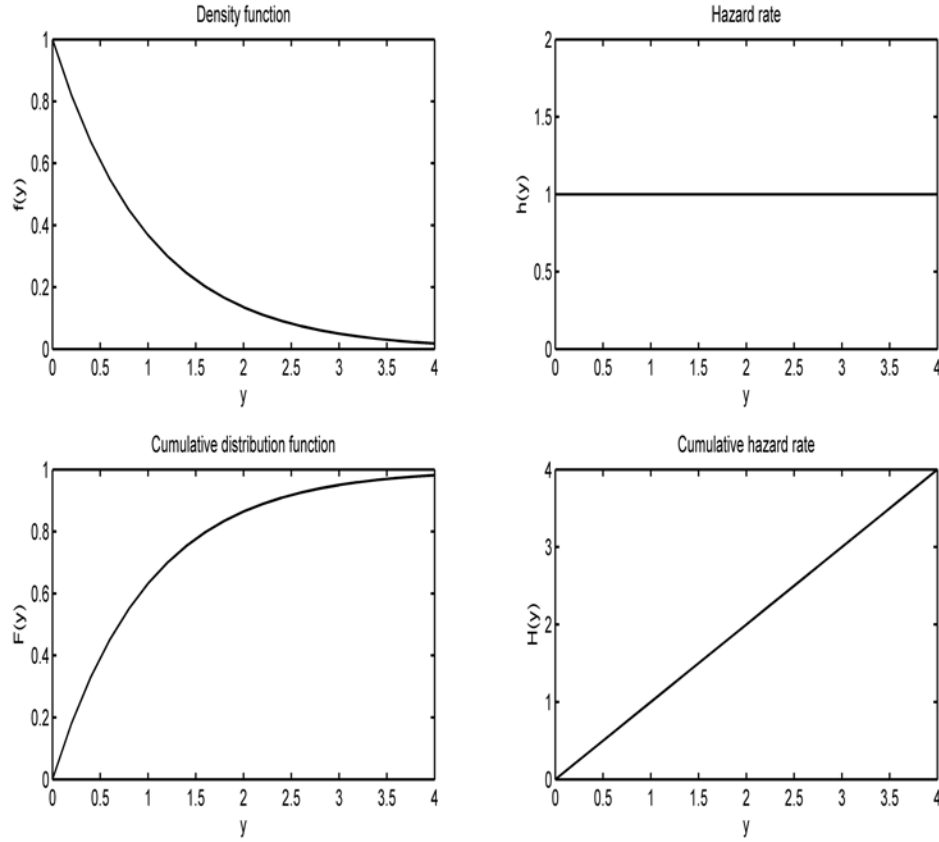 Density function
1
0.8
0.6
0.4
0.2
0
f(y)
0 0.5 1 1.5 2 2.5 3 3.5 4
y
Hazard rate
2
1.5
1
0.5
0
h(y)
0 0.5 1 1.5 2 2.5 3 3.5 4
y
Cumulative distribution function
1
0.8
0.6
0.4
0.2
0
F(y)
0 0.5 1 1.5 2 2.5 3 3.5 4
y
Cumulative hazard rate
4
3
2
1
0
H(y)
0 0.5 1 1.5 2 2.5 3 3.5 4
y